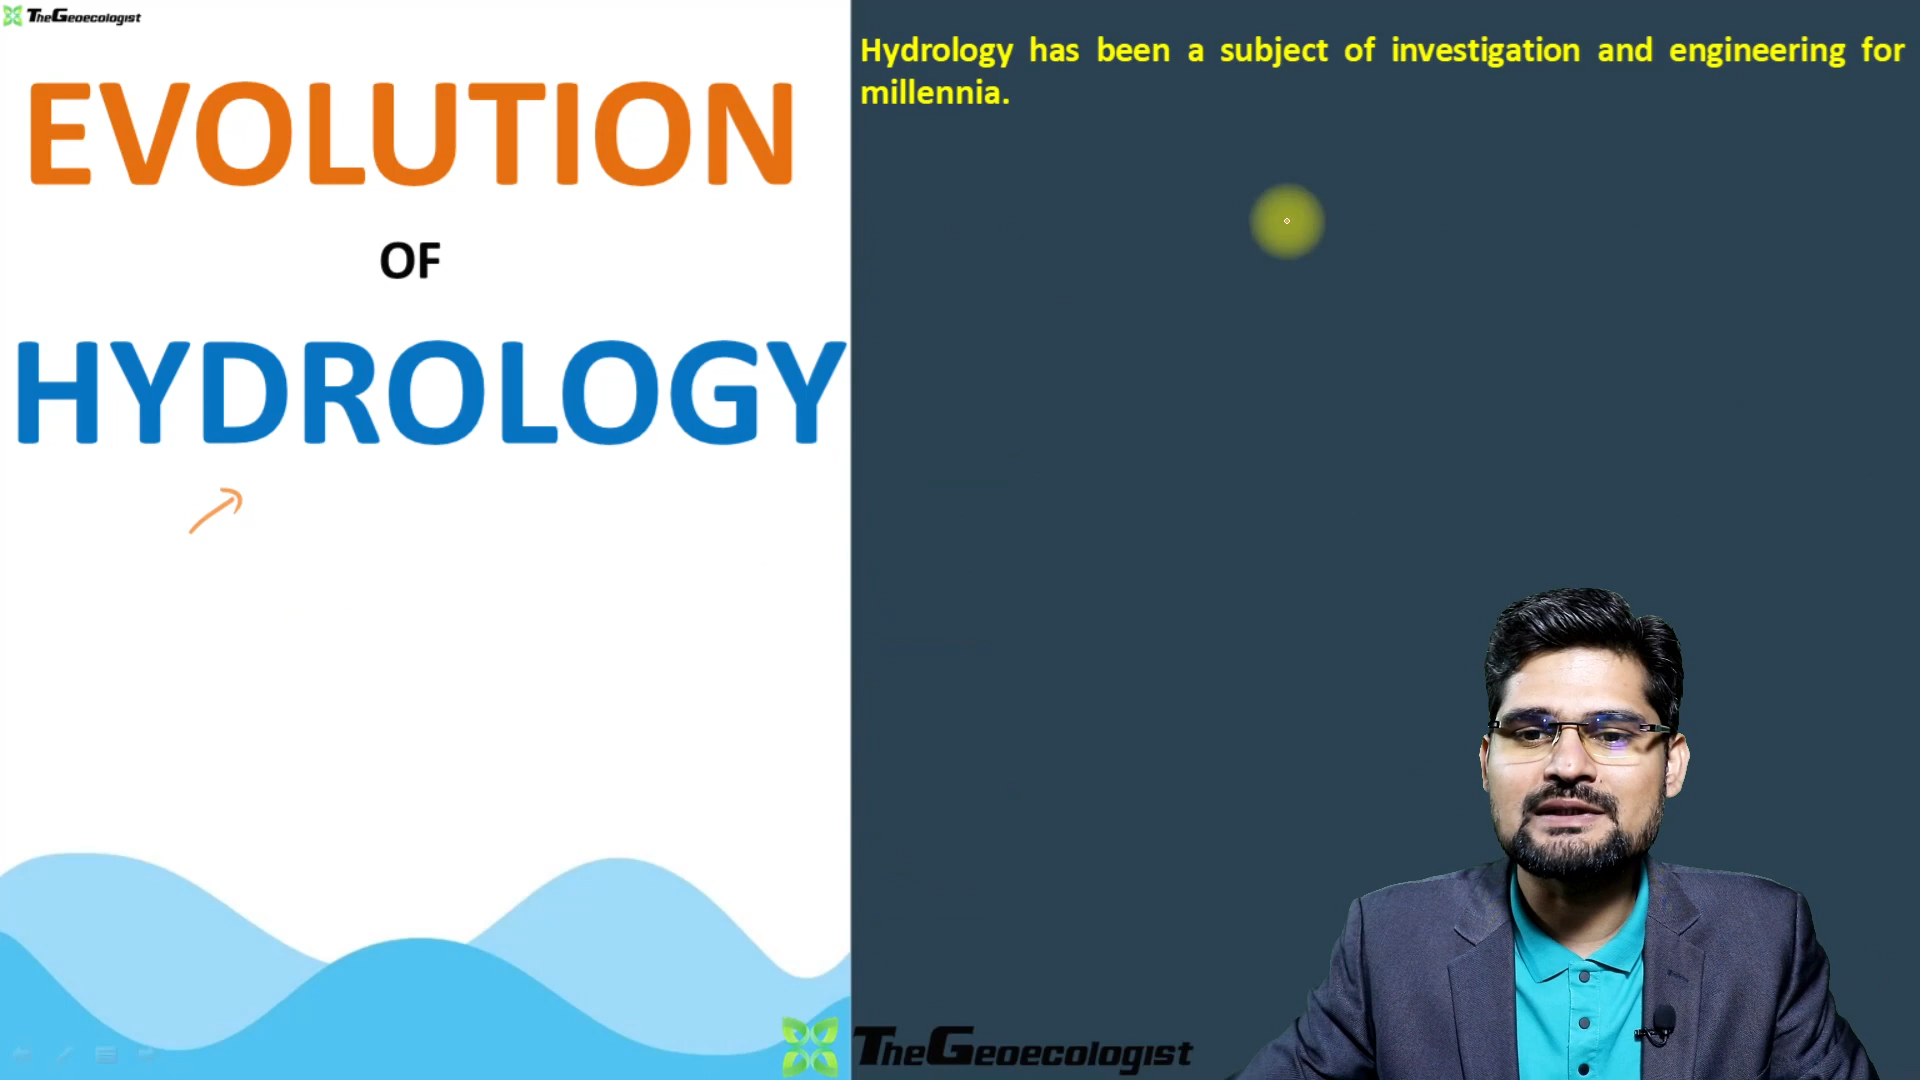 TheGeoecologist
EVOLUTION
OF
HYDROLOGY
Hydrology has been a subject of investigation and engineering for
millennia.
TheGeoecologist